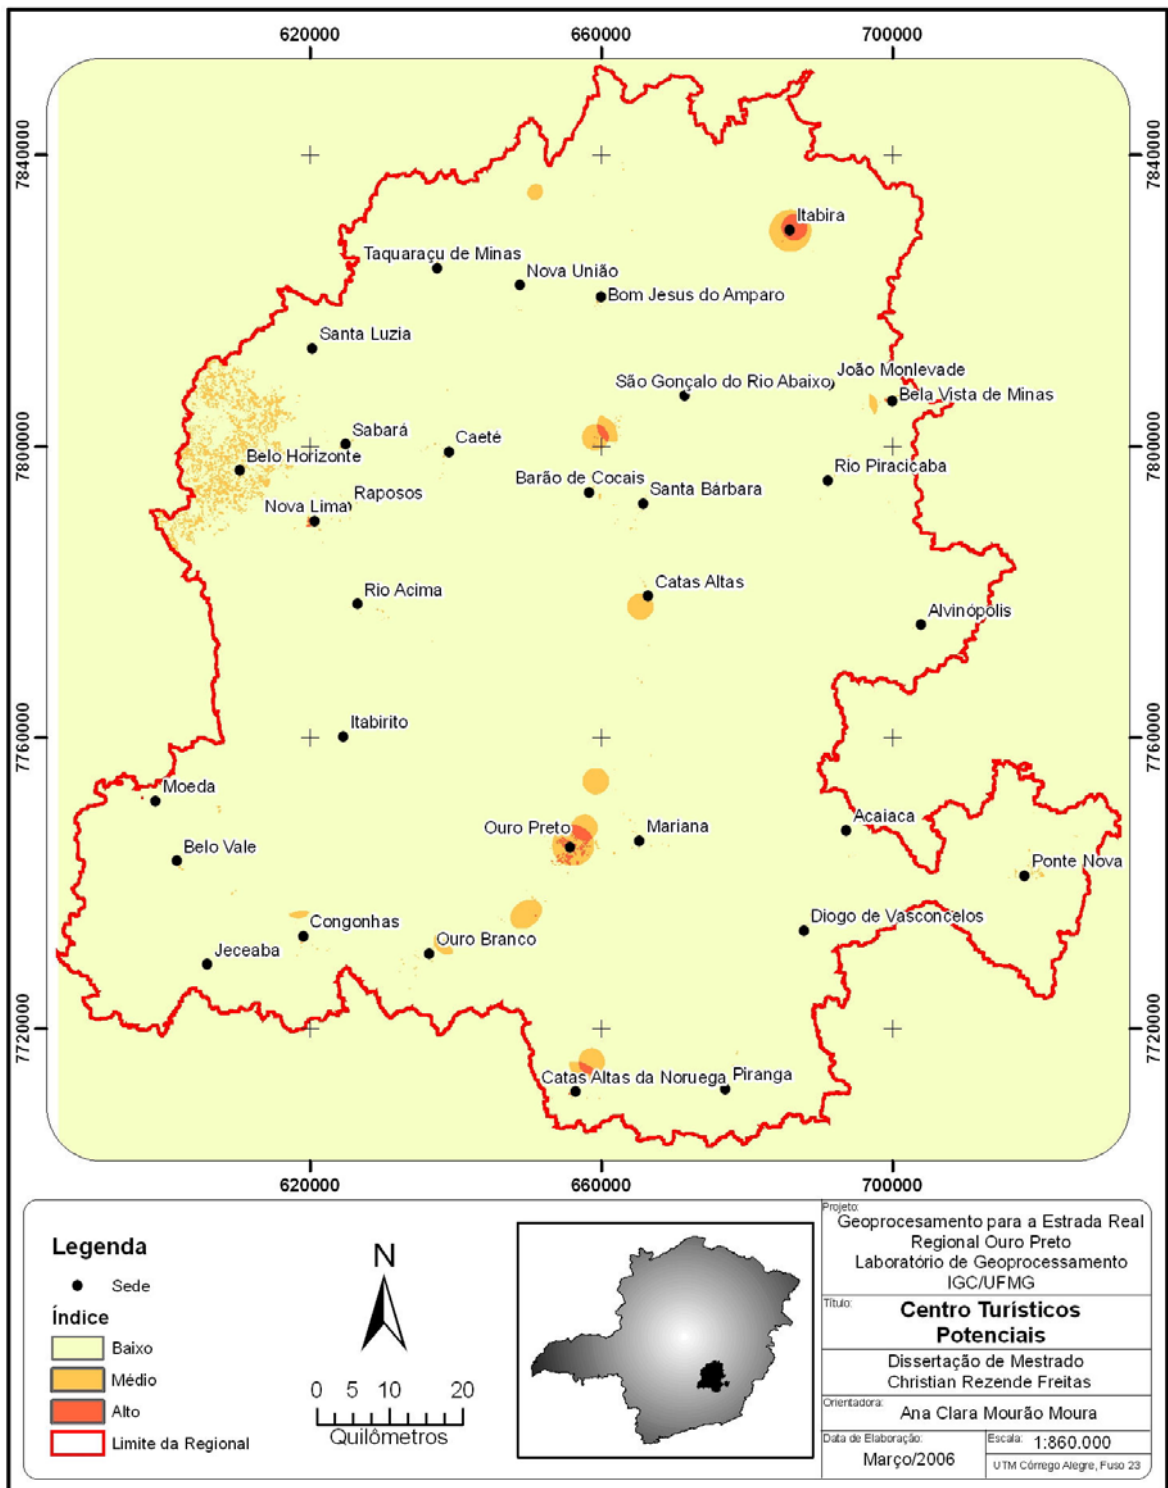 620000
660000
700000
7840000
7840000
Itabira
Taquaraçu de Minas
Nova União
Bom Jesus do Amparo
Santa Luzia
João Monlevade
São Gonçalo do Rio Abaixo
Bela Vista de Minas
Sabará
Caeté
7800000
7800000
Belo Horizonte
Rio Piracicaba
Barão de Cocais
Santa Bárbara
Raposos
Nova Lima
Rio Acima
Catas Altas
Alvinópolis
Itabirito
7760000
7760000
Moeda
Ouro Preto
Mariana
Acaiaca
Belo Vale
Ponte Nova
Congonhas
Diogo de Vasconcelos
Ouro Branco
Jeceaba
7720000
7720000
Catas Altas da Noruega
Piranga
620000
660000
700000
Legenda
Sede
Índice
Baixo
Médio
Alto
Limite da Regional
N
0 5 10 20
Quilômetros
Projeto:
Geoprocesamento para a Estrada Real
Regional Ouro Preto
Laboratório de Geoprocessamento
IGC/UFMG
Título:
Centro Turísticos
Potenciais
Dissertação de Mestrado
Christian Rezende Freitas
Orientadora:
Ana Clara Mourão Moura
Data de Elaboração:
Março/2006
Escala:
1:860.000
UTM Córrego Alegre, Fuso 23